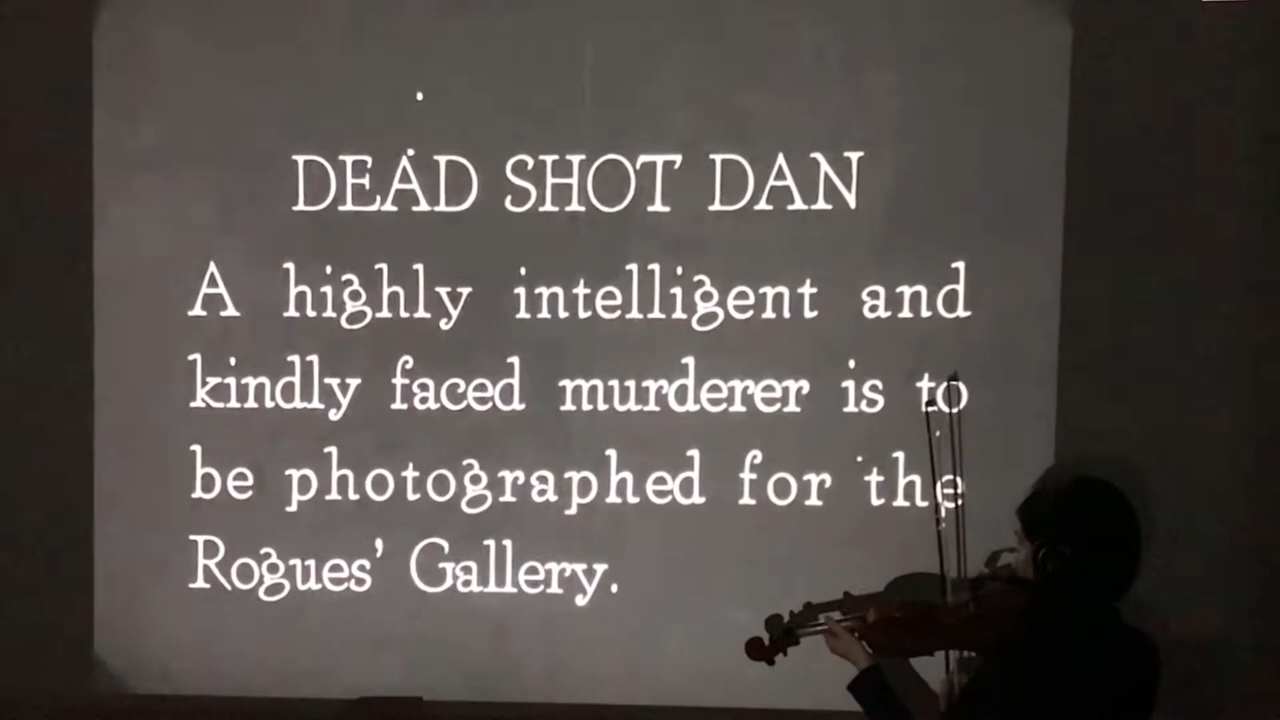 DEAD SHOT DAN
A highly intelligent and
kindly faced murderer is to
be photographed for the
Rogues' Gallery.